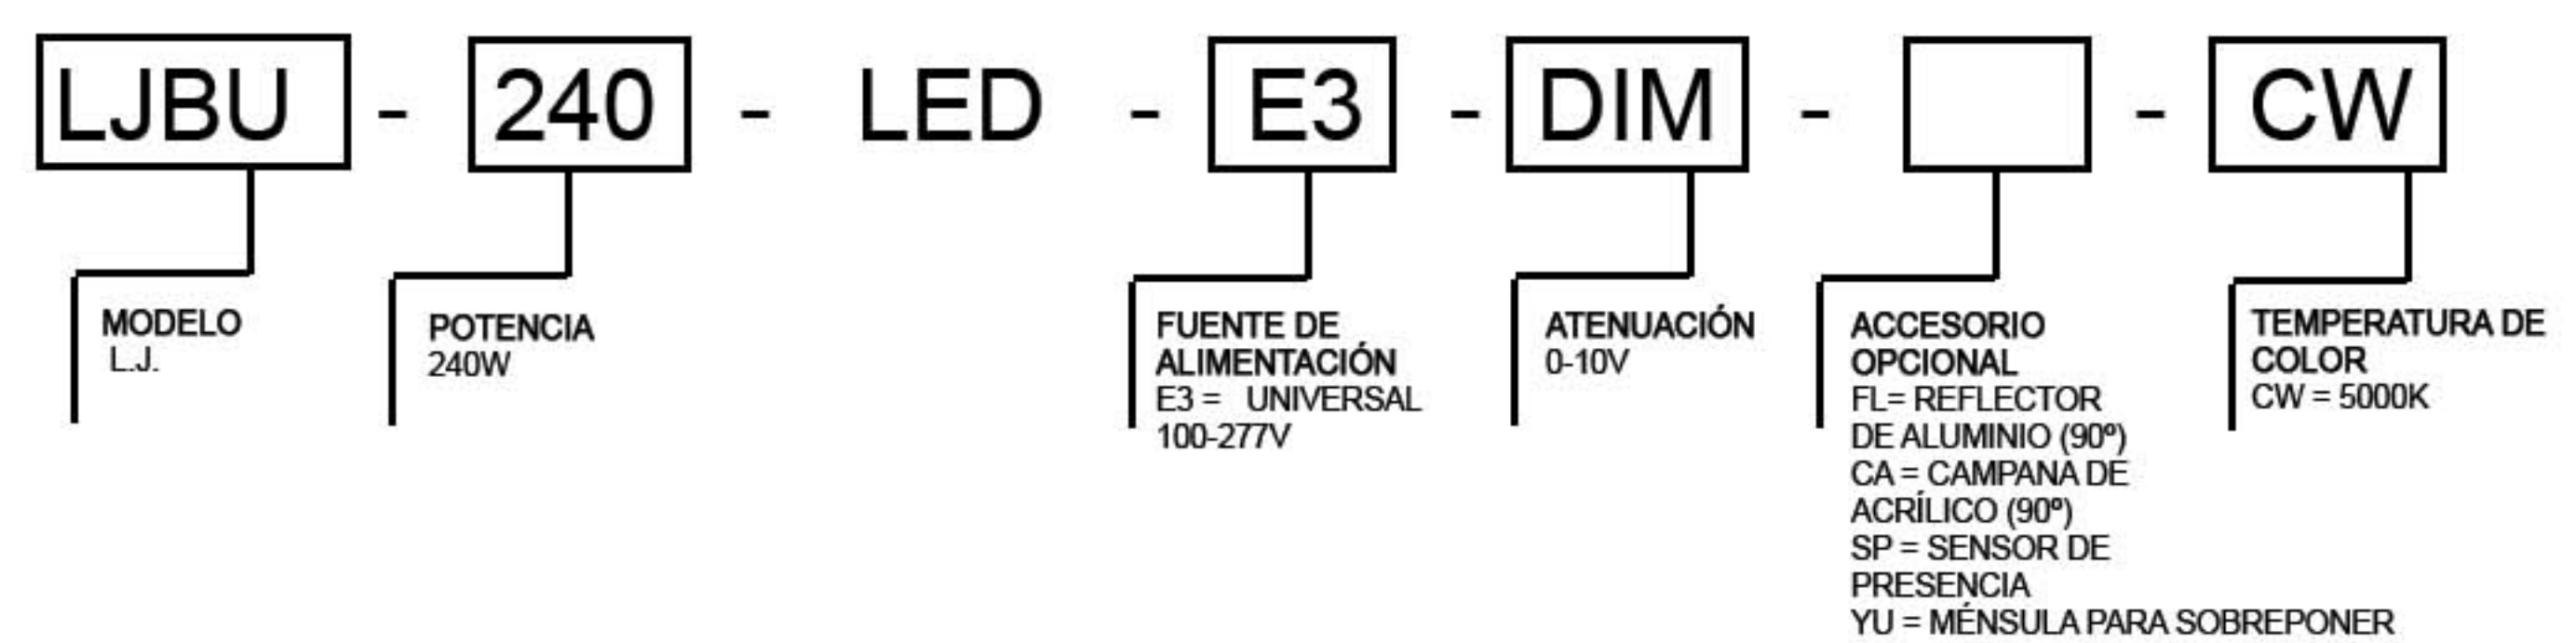 LJBU - 240 - LED - E3 - DIM - - CW
MODELO
L.J.
POTENCIA
240W
FUENTE DE
ALIMENTACIÓN
E3 = UNIVERSAL
100-277V
ATENUACIÓN
0-10V
ACCESORIO
OPCIONAL
FL= REFLECTOR
DE ALUMINIO (90º)
CA = CAMPANA DE
ACRÍLICO (90º)
SP = SENSOR DE
PRESENCIA
YU = MÉNSULA PARA SOBREPONER
TEMPERATURA DE
COLOR
CW = 5000K